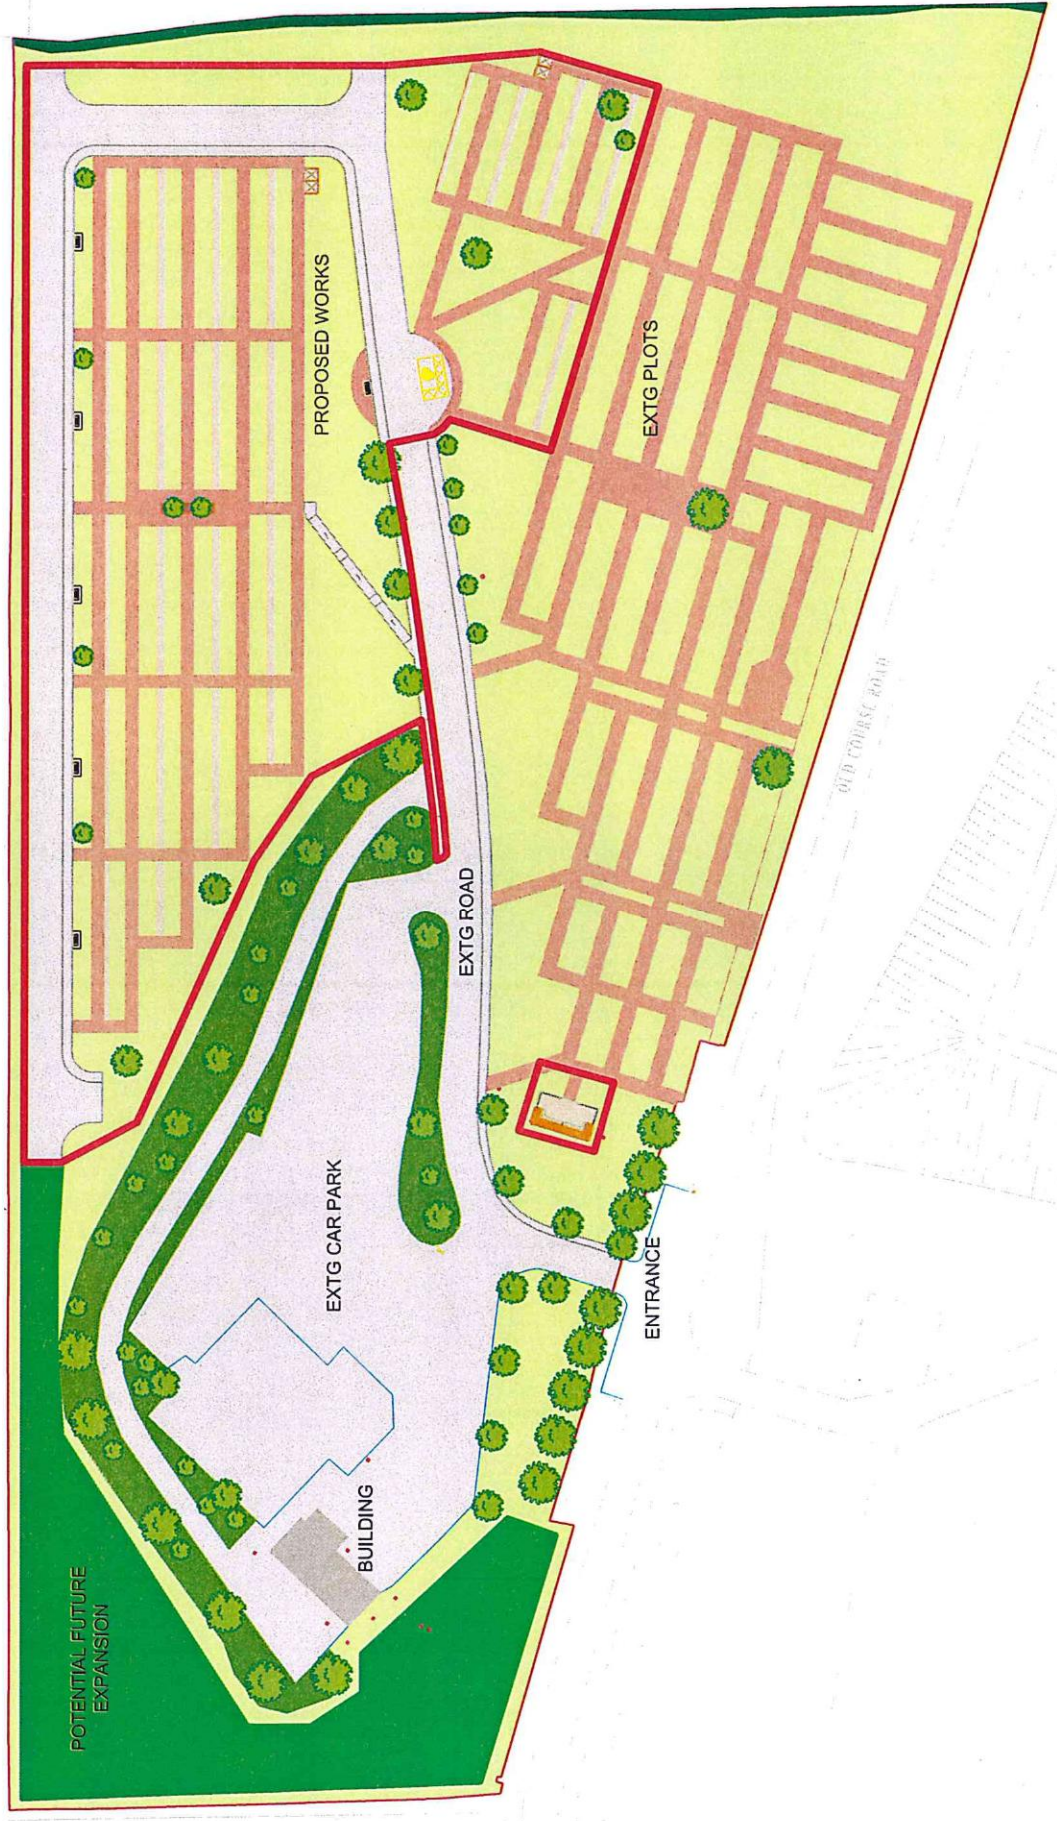 PROPOSED WORKS
EXTG PLOTS
OLD COURSE ROAD
EXTG ROAD
EXTG CAR PARK
ENTRANCE
BUILDING
POTENTIAL FUTURE
EXPANSION